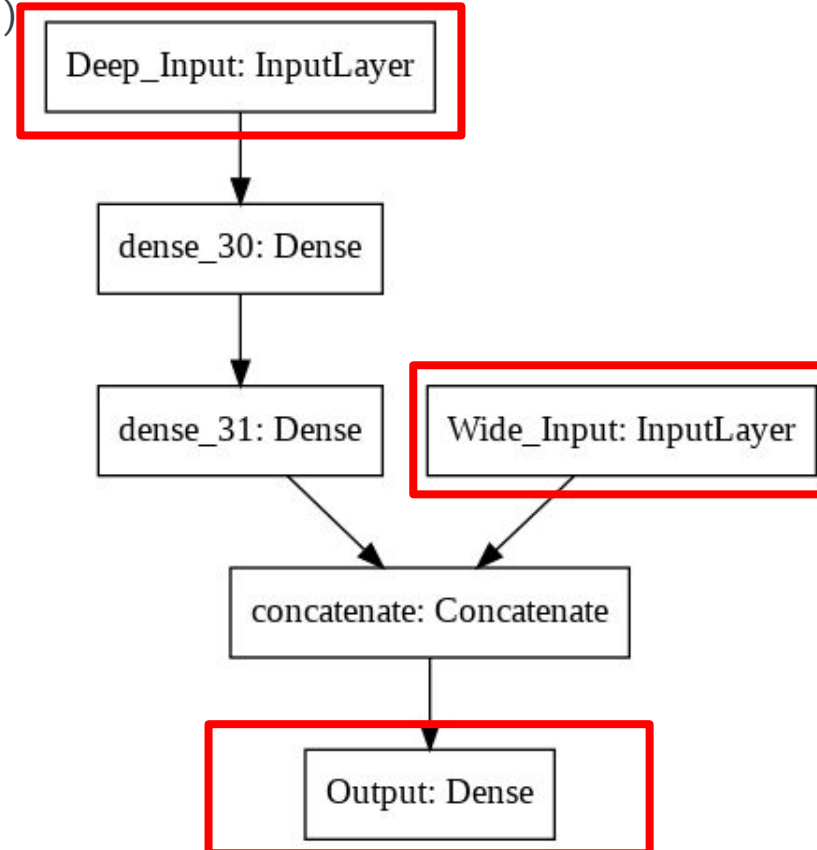 )
Deep_Input: InputLayer
dense_30: Dense
dense_31: Dense
Wide_Input: InputLayer
concatenate: Concatenate
Output: Dense